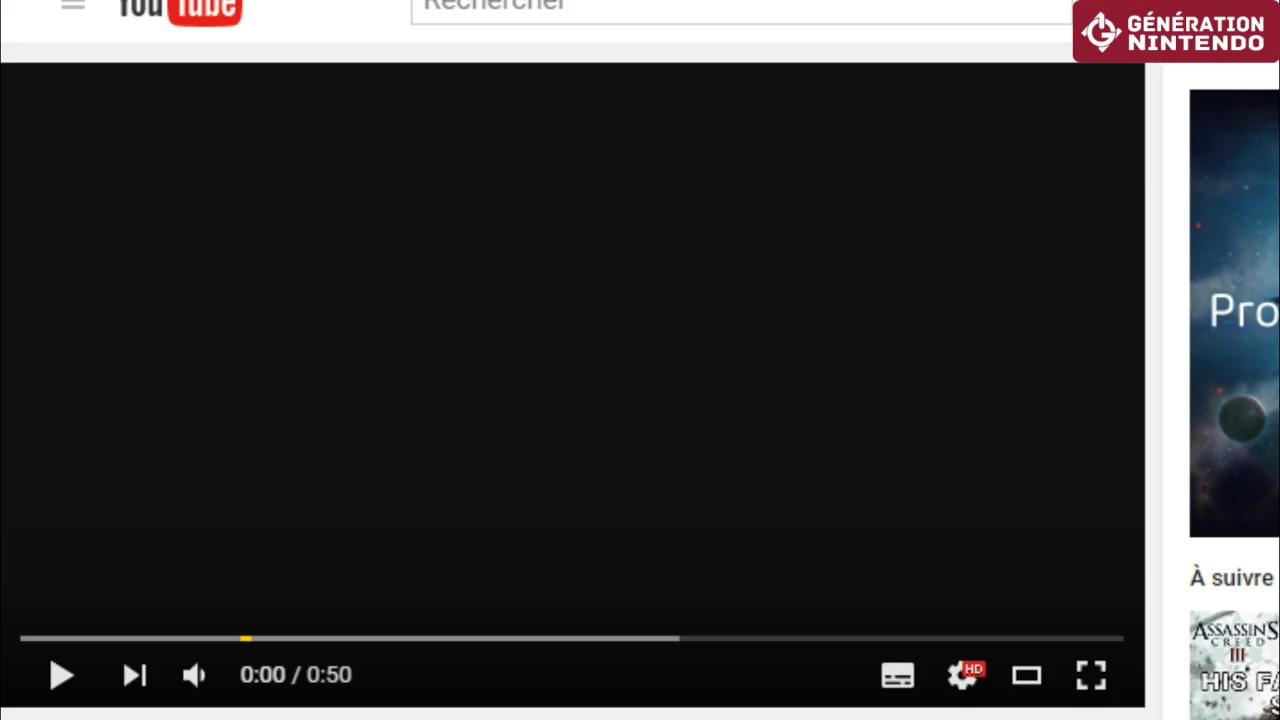 YouTube
Rechercher
GÉNÉRATION
NINTENDO
Pro
0:00 / 0:50
HD
À suivre
ASSASSIN'S
CREED
III
HIS FA
S